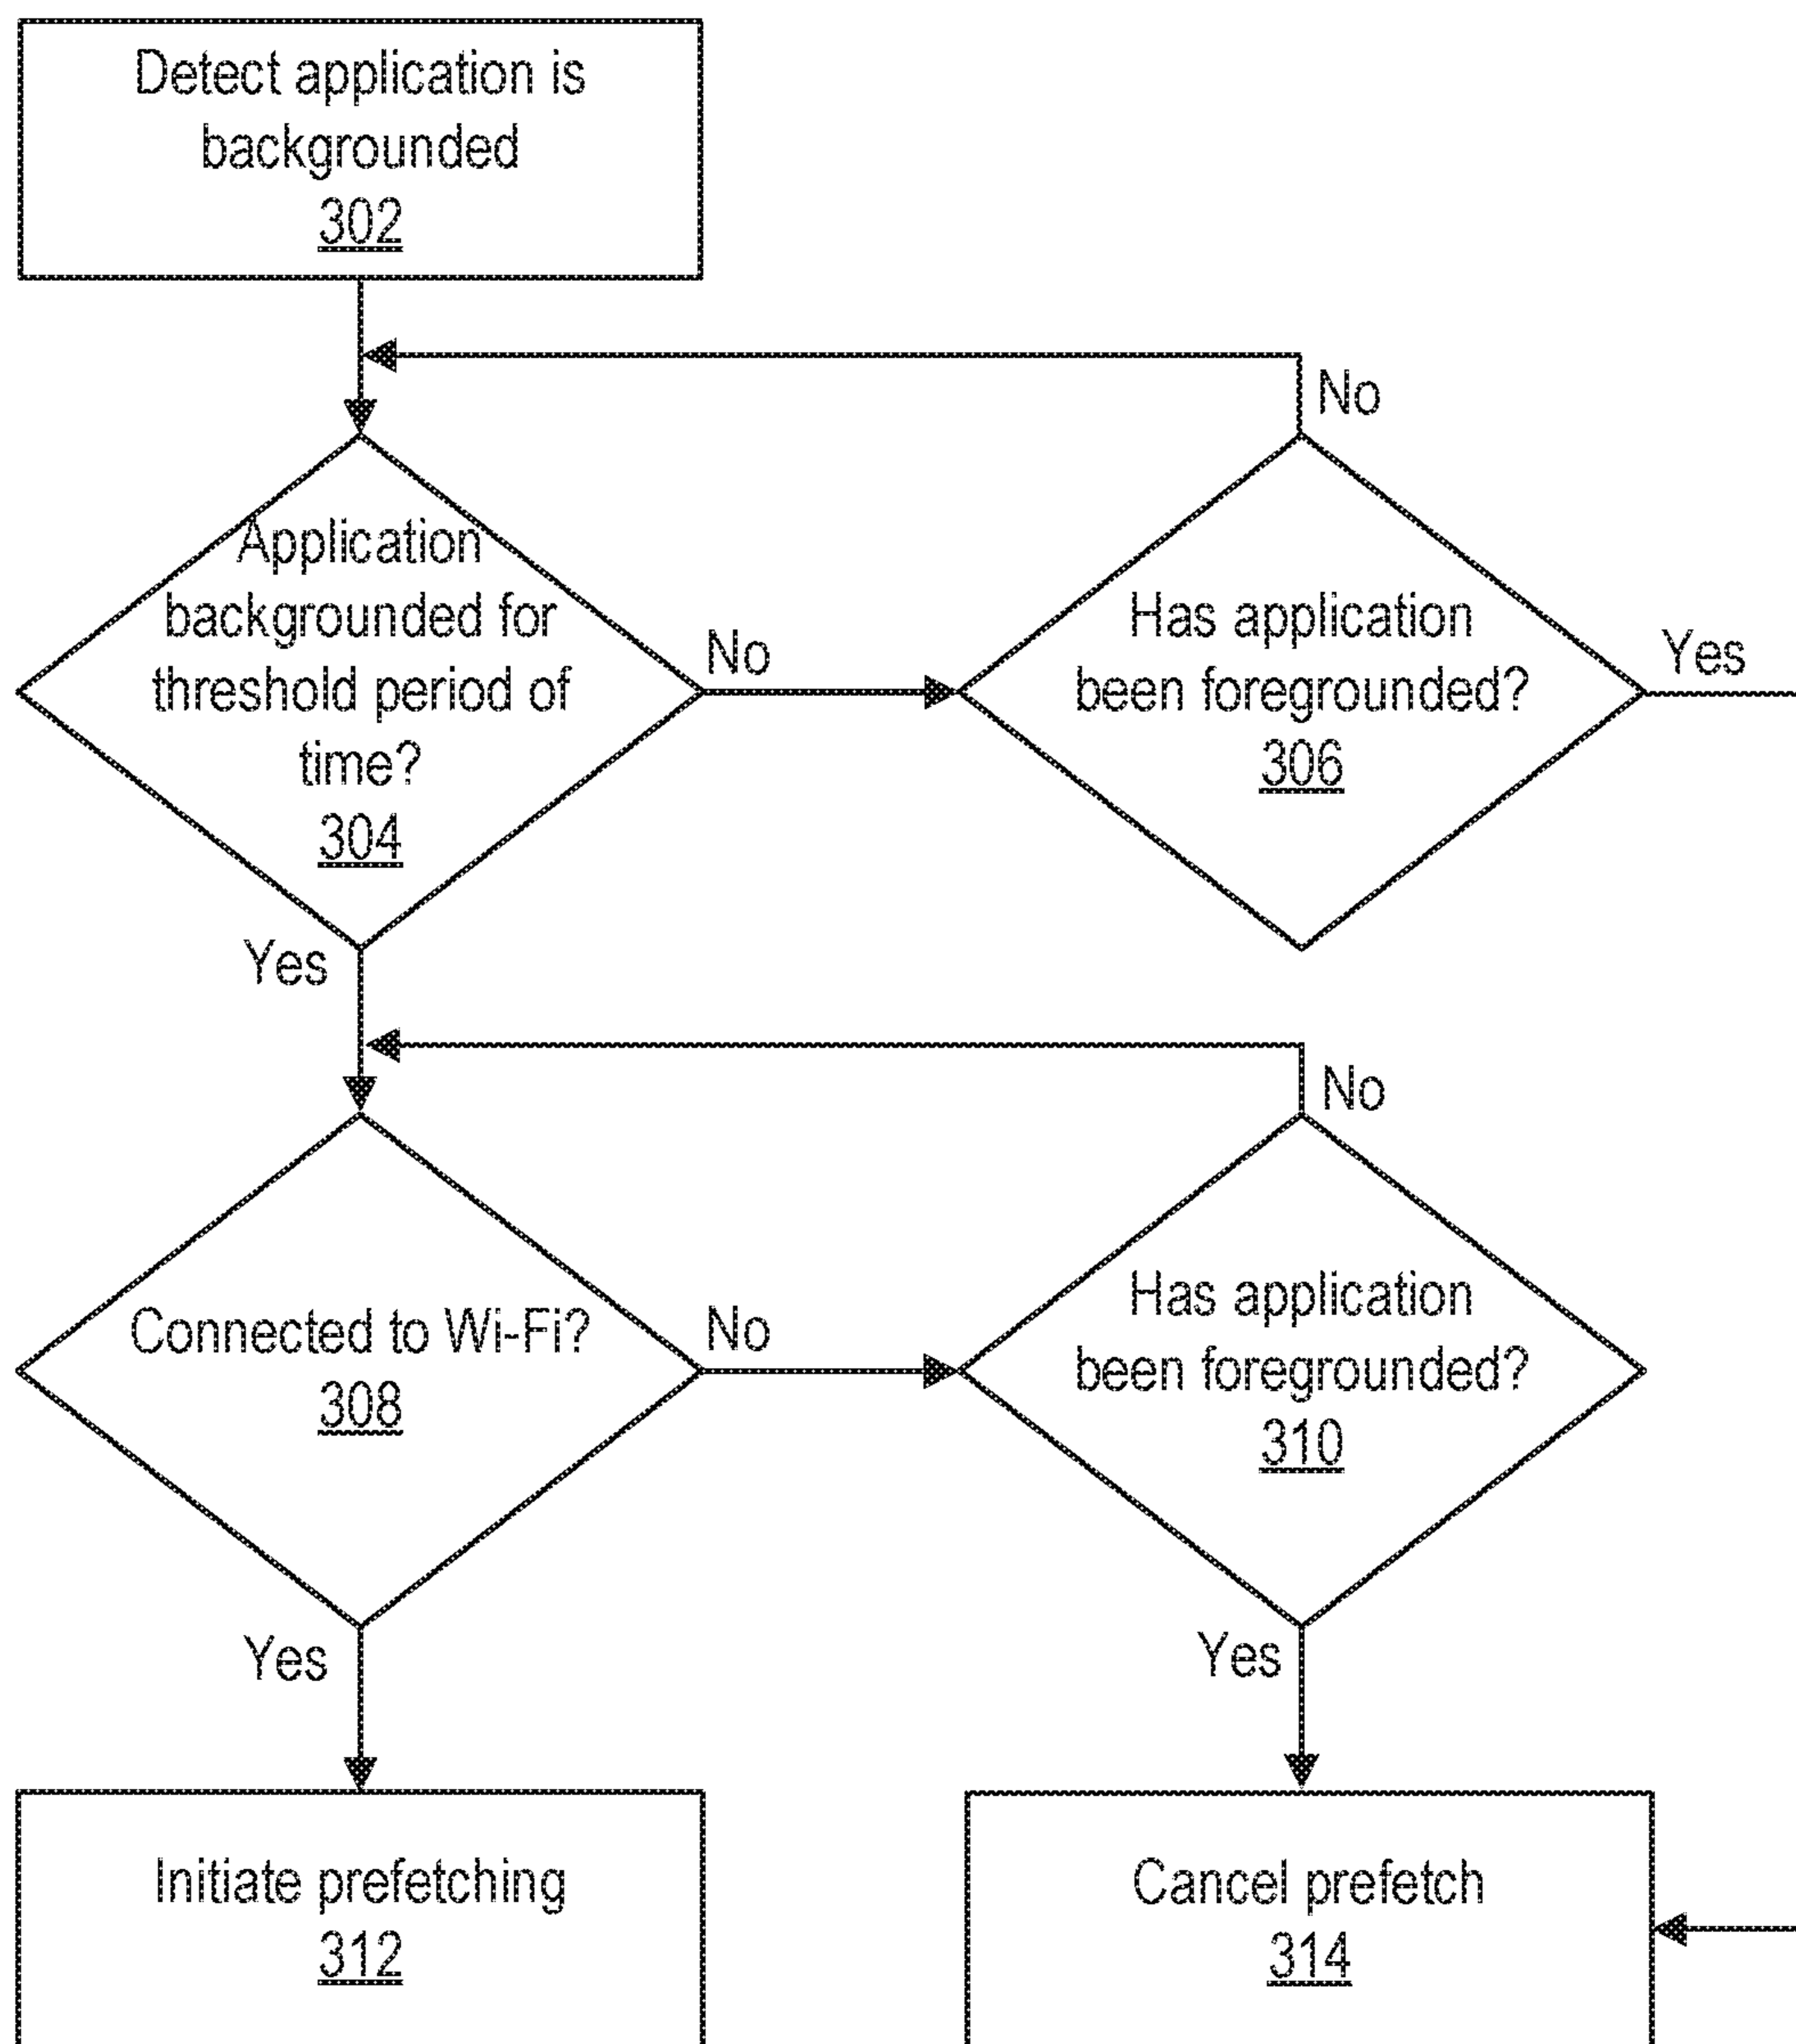 Detect application is
backgrounded
302
No
Application
backgrounded for
threshold period of
time?
304
No
Has application
been foregrounded?
306
Yes
Yes
No
Connected to Wi-Fi?
308
No
Has application
been foregrounded?
310
Yes
Yes
Initiate prefetching
312
Cancel prefetch
314